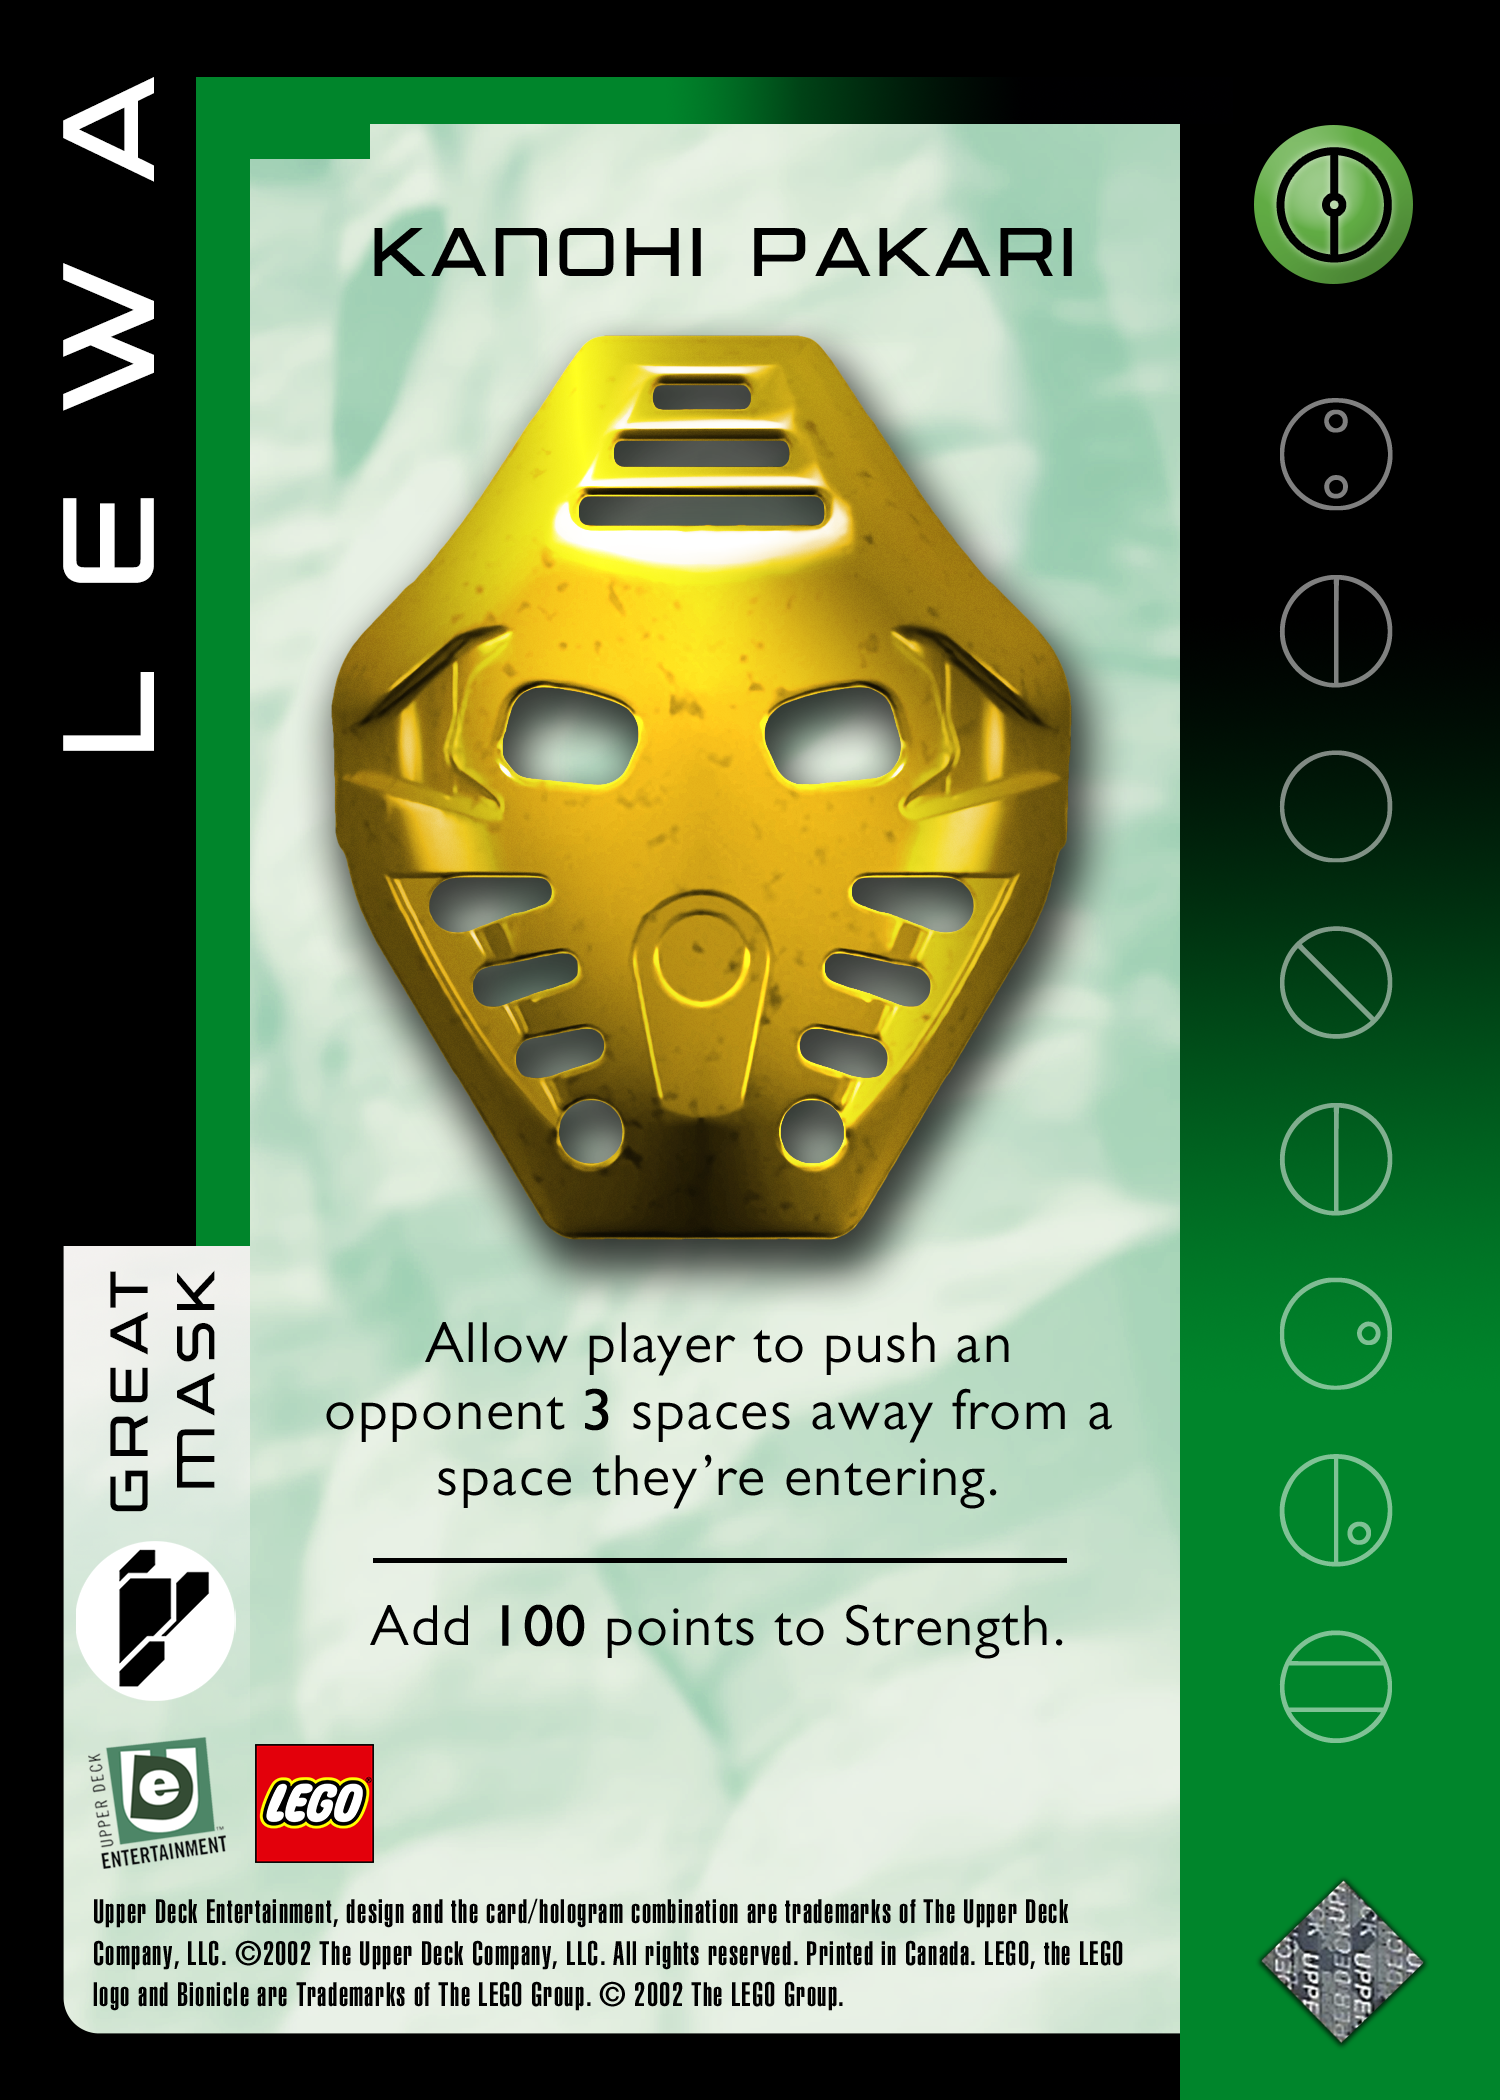 LEWA
KANOHI PAKARI
GREAT
MASK
Allow player to push an
opponent 3 spaces away from a
space they’re entering.
Add 100 points to Strength.
UPPER DECK
ENTERTAINMENT™
LEGO
Upper Deck Entertainment, design and the card/hologram combination are trademarks of The Upper Deck
Company, LLC. ©2002 The Upper Deck Company, LLC. All rights reserved. Printed in Canada. LEGO, the LEGO
logo and Bionicle are Trademarks of The LEGO Group. © 2002 The LEGO Group.